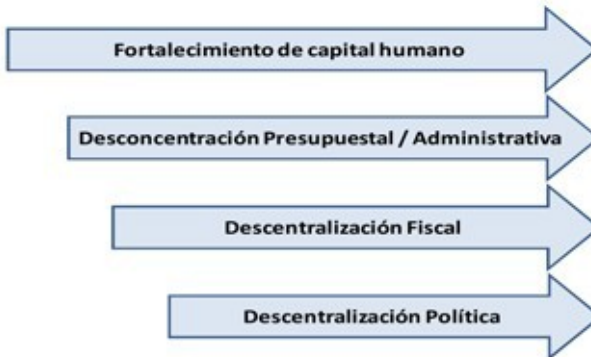 Fortalecimiento de capital humano
Desconcentración Presupuestal / Administrativa
Descentralización Fiscal
Descentralización Política